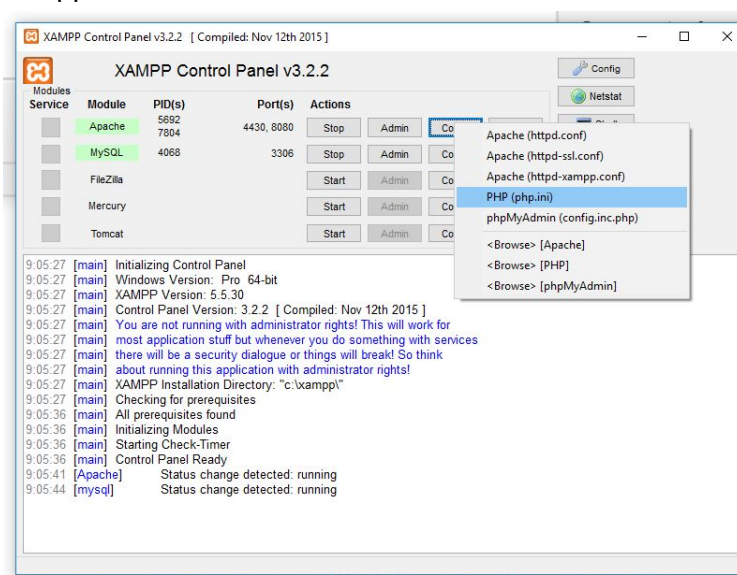 XAMPP Control Panel v3.2.2 [ Compiled: Nov 12th 2015 ]
XAMPP Control Panel v3.2.2
Config
Modules
Service Module PID(s) Port(s) Actions
Netstat
Apache 5692 7804 4430, 8080 Stop Admin Co
MySQL 4068 3306 Stop Admin Co
FileZilla Start Admin Co
Mercury Start Admin Co
Tomcat Start Admin Co
Apache (httpd.conf)
Apache (httpd-ssl.conf)
Apache (httpd-xampp.conf)
PHP (php.ini)
phpMyAdmin (config.inc.php)
<Browse> [Apache]
<Browse> [PHP]
<Browse> [phpMyAdmin]
9:05:27 [main] Initializing Control Panel
9:05:27 [main] Windows Version: Pro 64-bit
9:05:27 [main] XAMPP Version: 5.5.30
9:05:27 [main] Control Panel Version: 3.2.2 [ Compiled: Nov 12th 2015 ]
9:05:27 [main] You are not running with administrator rights! This will work for
9:05:27 [main] most application stuff but whenever you do something with services
9:05:27 [main] there will be a security dialogue or things will break! So think
9:05:27 [main] about running this application with administrator rights!
9:05:27 [main] XAMPP Installation Directory: "c:\xampp\"
9:05:27 [main] Checking for prerequisites
9:05:36 [main] All prerequisites found
9:05:36 [main] Initializing Modules
9:05:36 [main] Starting Check-Timer
9:05:36 [main] Control Panel Ready
9:05:41 [Apache] Status change detected: running
9:05:44 [mysql] Status change detected: running